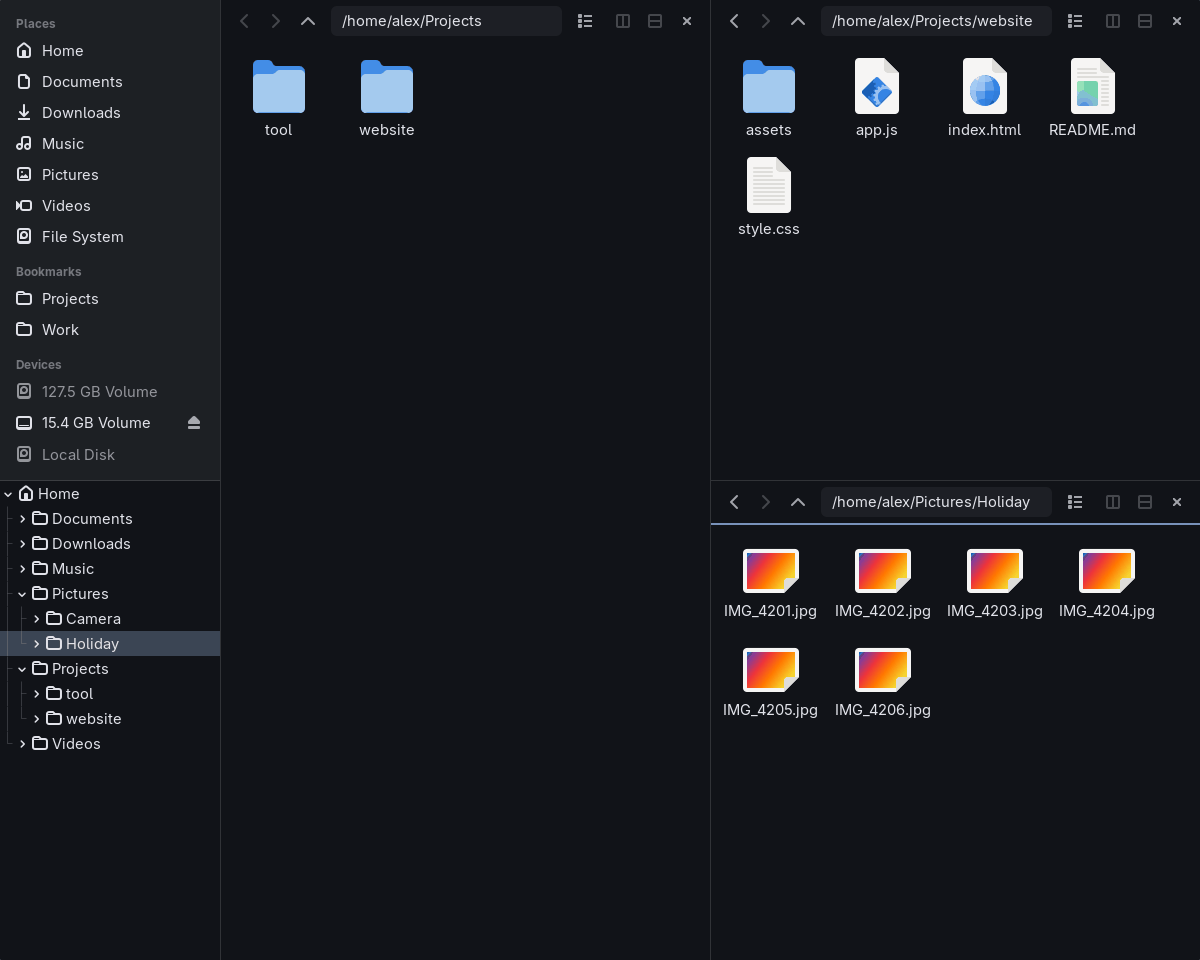 Places
Home
Documents
Downloads
Music
Pictures
Videos
File System
Bookmarks
Projects
Work
Devices
127.5 GB Volume
15.4 GB Volume
Local Disk
Home
Documents
Downloads
Music
Pictures
Camera
Holiday
Projects
tool
website
Videos
/home/alex/Projects
tool website
/home/alex/Projects/website
assets app.js index.html README.md
style.css
/home/alex/Pictures/Holiday
IMG_4201.jpg IMG_4202.jpg IMG_4203.jpg IMG_4204.jpg
IMG_4205.jpg IMG_4206.jpg